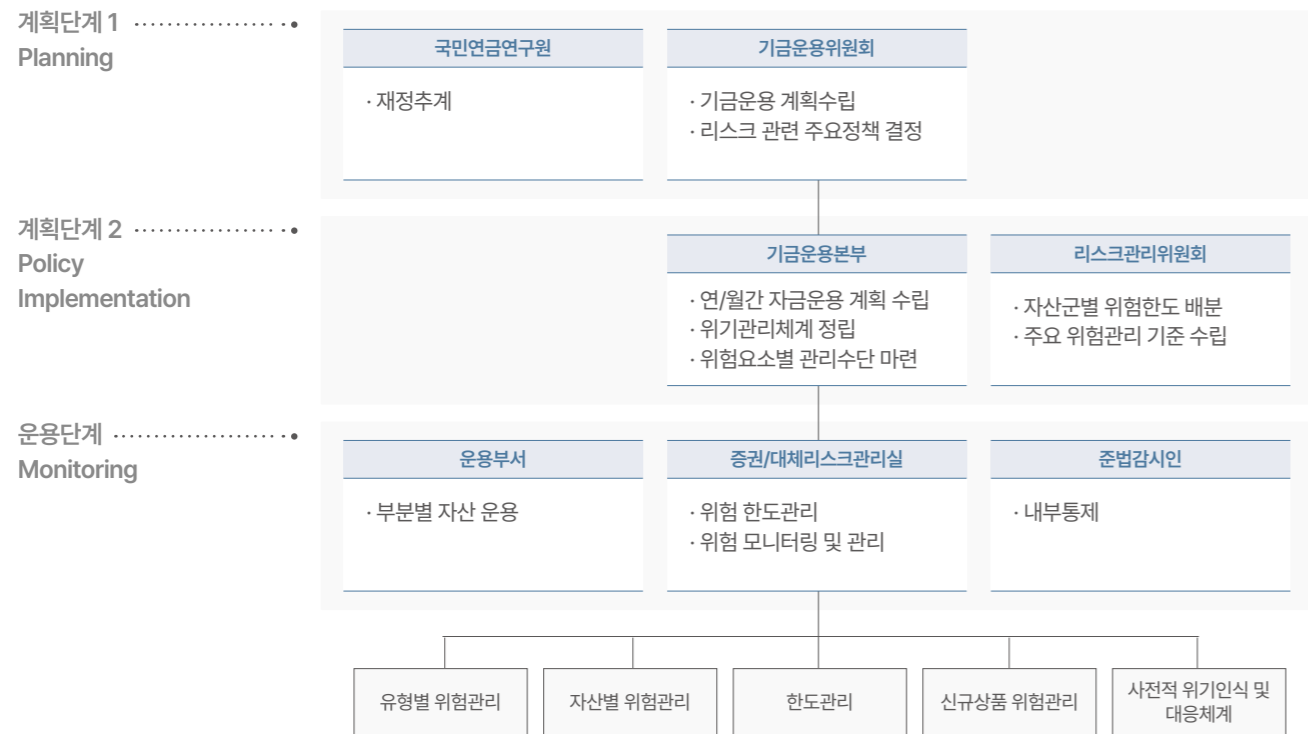 계획단계 1
Planning
국민연금연구원
· 재정추계
기금운용위원회
· 기금운용 계획수립
· 리스크 관련 주요정책 결정
계획단계 2
Policy
Implementation
기금운용본부
· 연/월간 자금운용 계획 수립
· 위기관리체계 정립
· 위험요소별 관리수단 마련
리스크관리위원회
· 자산군별 위험한도 배분
· 주요 위험관리 기준 수립
운용단계
Monitoring
운용부서
· 부분별 자산 운용
증권/대체리스크관리실
· 위험 한도관리
· 위험 모니터링 및 관리
준법감시인
· 내부통제
유형별 위험관리
자산별 위험관리
한도관리
신규상품 위험관리
사전적 위기인식 및
대응체계